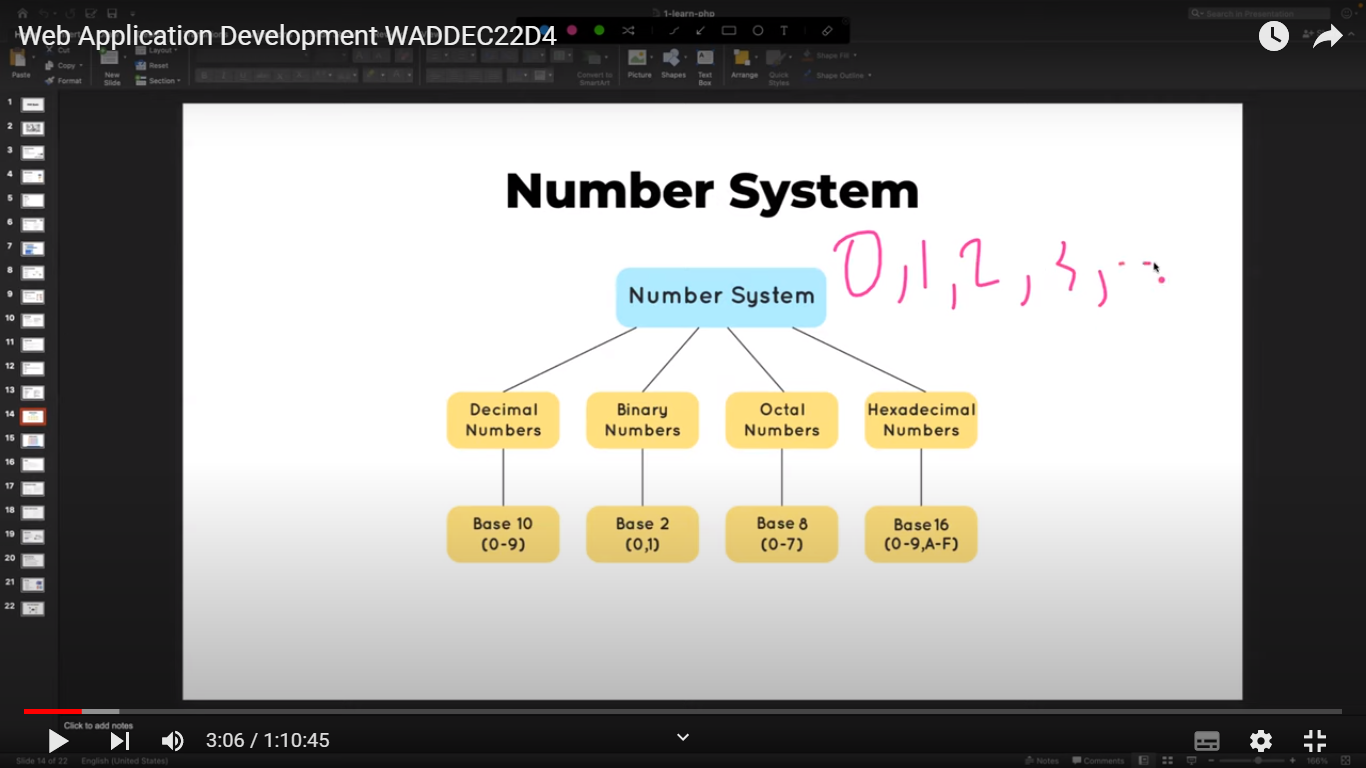 1-learn-php
Search in Presentation
Web Application Development WADDEC22D4
Cut
Copy
Format
Paste
New
Slide
Layout
Reset
Section
Convert to
SmartArt
Picture
Shapes
Text
Box
Arrange
Quick
Styles
Shape Fill
Shape Outline
T
1
2
3
4
5
6
7
8
9
10
11
12
13
14
15
16
17
18
19
20
21
22
Number System
0,1,2,3,...
Number System
Decimal
Numbers
Binary
Numbers
Octal
Numbers
Hexadecimal
Numbers
Base 10
(0-9)
Base 2
(0,1)
Base 8
(0-7)
Base 16
(0-9,A-F)
Click to add notes
3:06 / 1:10:45
Slide 14 of 22 English (United States)
Notes Comments 166%